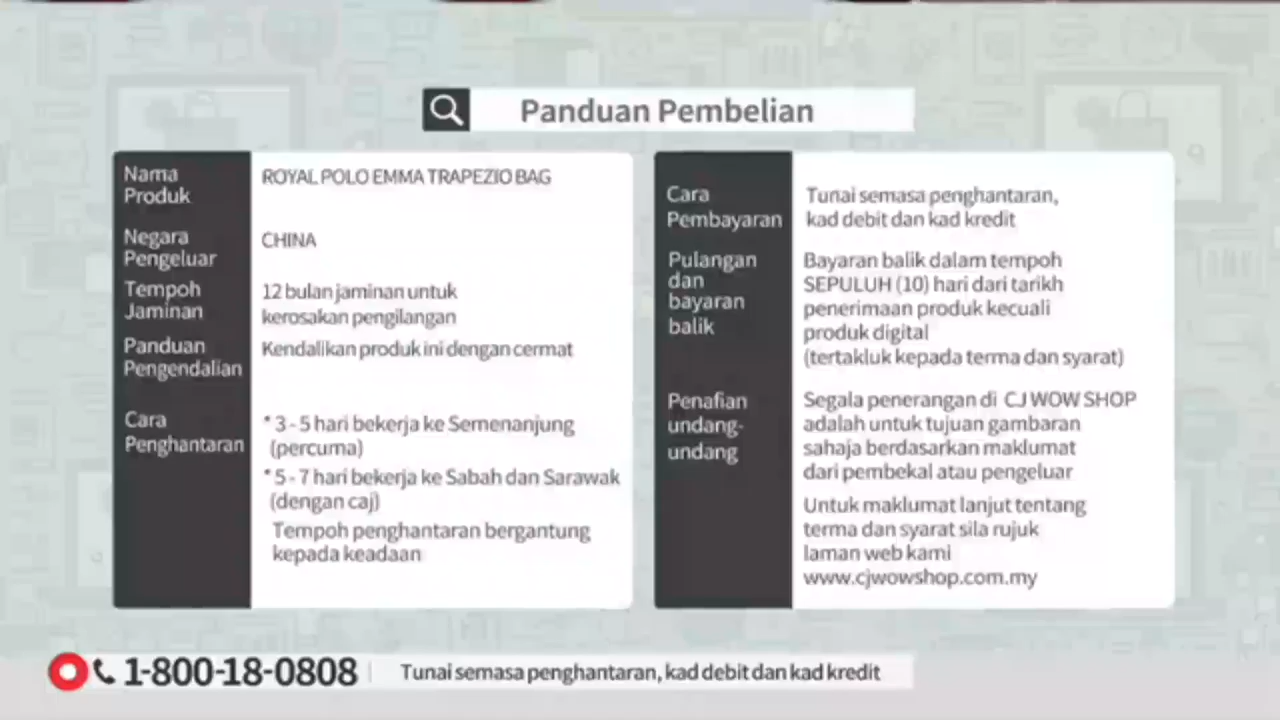 Panduan Pembelian
Nama
Produk
ROYAL POLO EMMA TRAPEZIO BAG
Negara
Pengeluar
CHINA
Tempoh
Jaminan
12 bulan jaminan untuk
kerosakan pengilangan
Panduan
Pengendalian
Kendalikan produk ini dengan cermat
Cara
Penghantaran
* 3 - 5 hari bekerja ke Semenanjung
(percuma)
* 5 - 7 hari bekerja ke Sabah dan Sarawak
(dengan caj)
Tempoh penghantaran bergantung
kepada keadaan
Cara
Pembayaran
Tunai semasa penghantaran,
kad debit dan kad kredit
Pulangan
dan
bayaran
balik
Bayaran balik dalam tempoh
SEPULUH (10) hari dari tarikh
penerimaan produk kecuali
produk digital
(tertakluk kepada terma dan syarat)
Penafian
undang-
undang
Segala penerangan di CJ WOW SHOP
adalah untuk tujuan gambaran
sahaja berdasarkan maklumat
dari pembekal atau pengeluar
Untuk maklumat lanjut tentang
terma dan syarat sila rujuk
laman web kami
www.cjwowshop.com.my
1-800-18-0808
Tunai semasa penghantaran, kad debit dan kad kredit